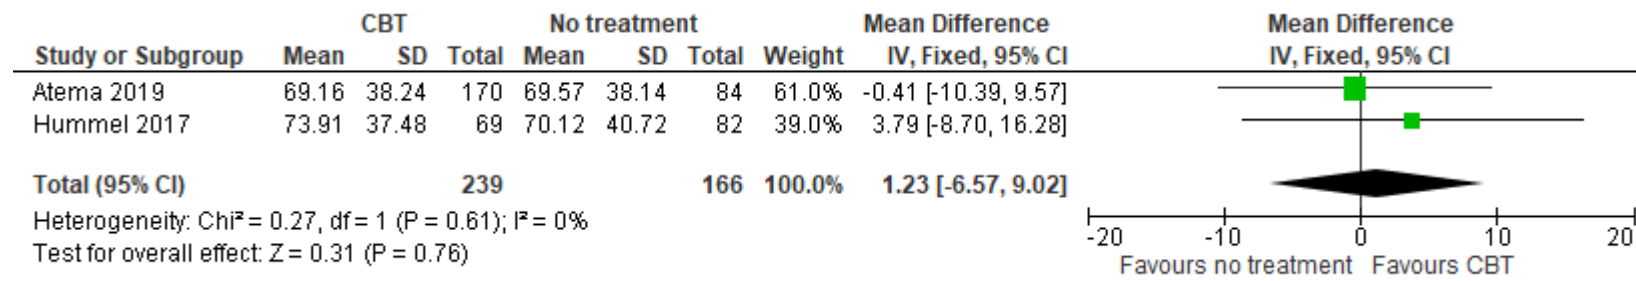 CBT No treatment Mean Difference Mean Difference
Study or Subgroup Mean SD Total Mean SD Total Weight IV, Fixed, 95% CI IV, Fixed, 95% CI
Atema 2019 69.16 38.24 170 69.57 38.14 84 61.0% -0.41 [-10.39, 9.57]
Hummel 2017 73.91 37.48 69 70.12 40.72 82 39.0% 3.79 [-8.70, 16.28]
Total (95% CI) 239 166 100.0% 1.23 [-6.57, 9.02]
Heterogeneity: Chi² = 0.27, df = 1 (P = 0.61); I² = 0%
Test for overall effect: Z = 0.31 (P = 0.76)
-20 -10 0 10 20
Favours no treatment Favours CBT